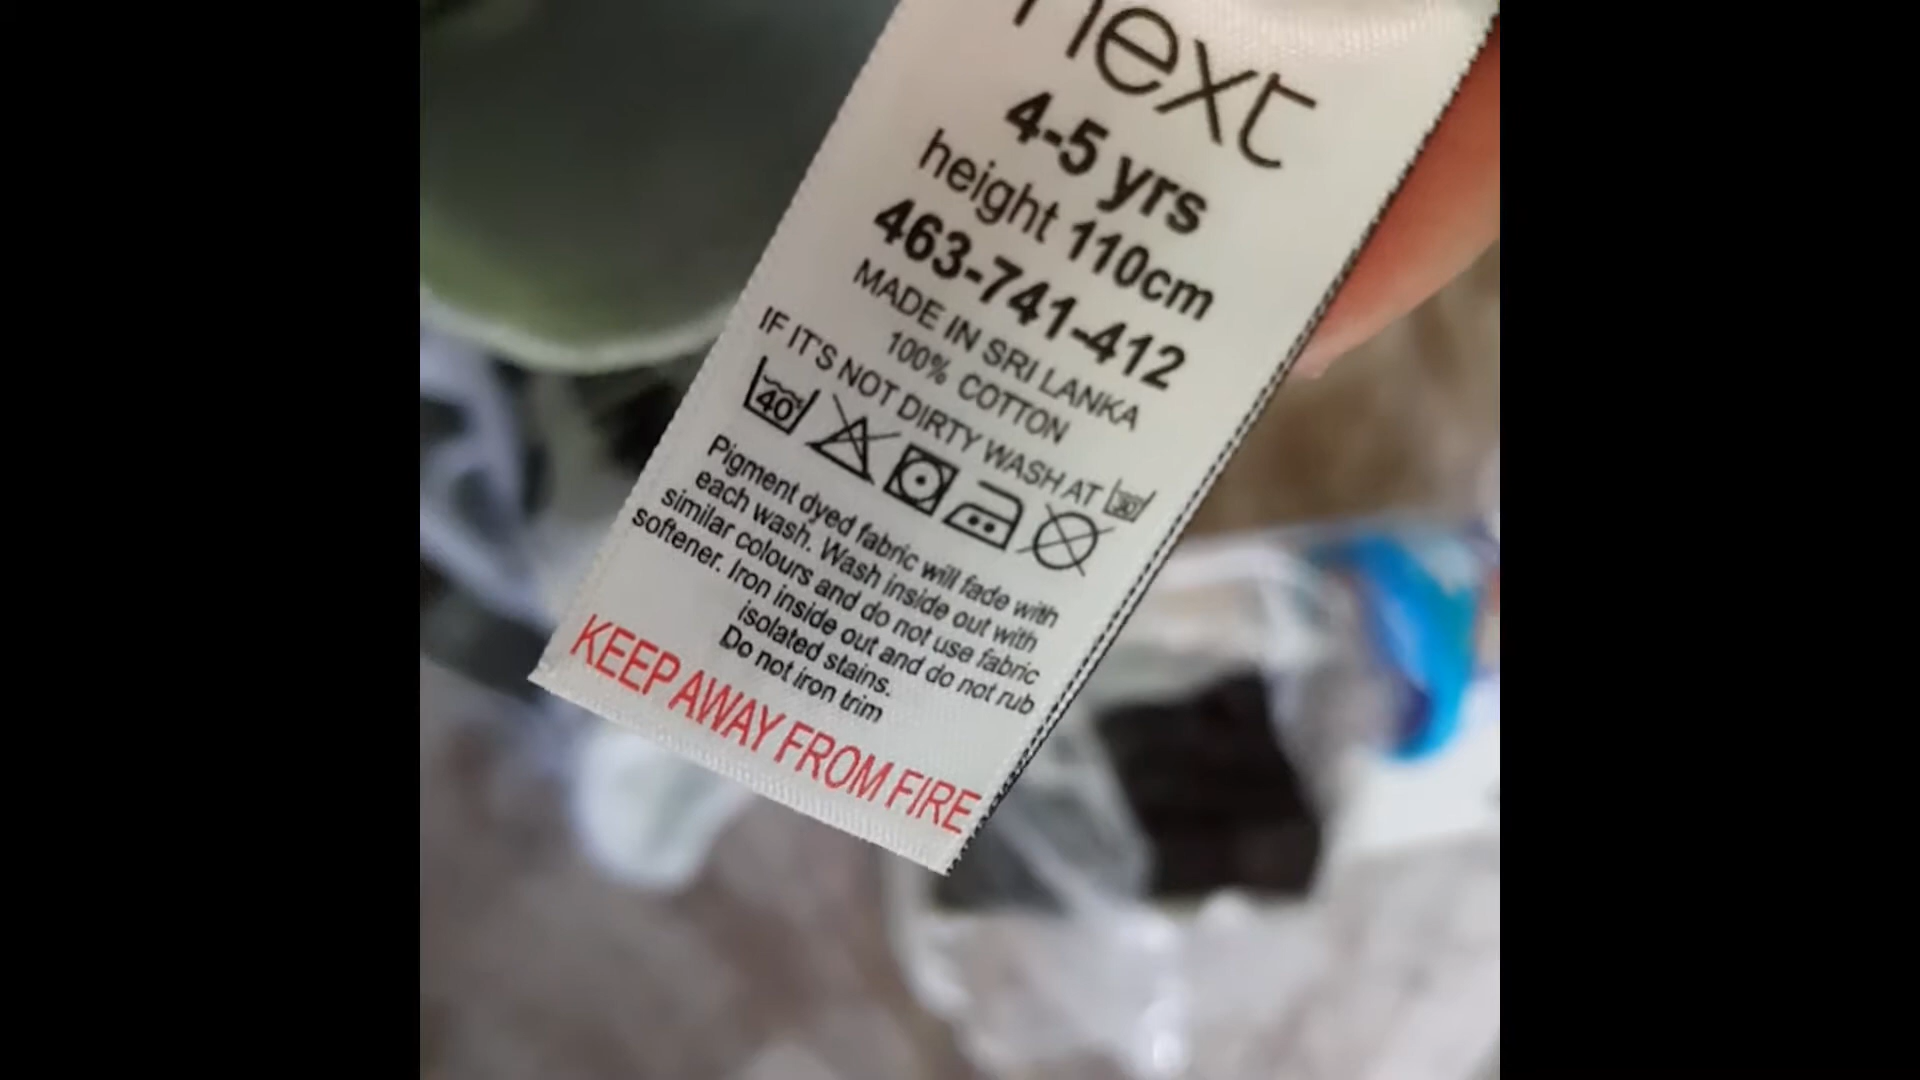 next
4-5 yrs
height 110cm
463-741-412
MADE IN SRI LANKA
100% COTTON
IF IT'S NOT DIRTY WASH AT 30
40
Pigment dyed fabric will fade with
each wash. Wash inside out with
similar colours and do not use fabric
softener. Iron inside out and do not rub
isolated stains.
Do not iron trim
KEEP AWAY FROM FIRE